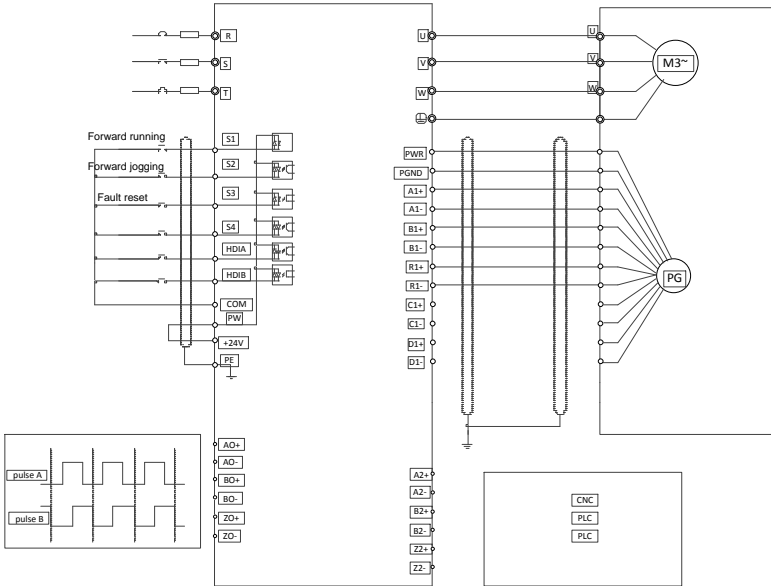 R
S
T
Forward running
S1
Forward jogging
S2
Fault reset
S3
S4
HDIA
HDIB
COM
PW
+24V
PE
U
V
W
U
V
W
M3~
PWR
PGND
A1+
A1-
B1+
B1-
R1+
R1-
C1+
C1-
D1+
D1-
PG
pulse A
pulse B
AO+
AO-
BO+
BO-
ZO+
ZO-
A2+
A2-
B2+
B2-
Z2+
Z2-
CNC
PLC
PLC